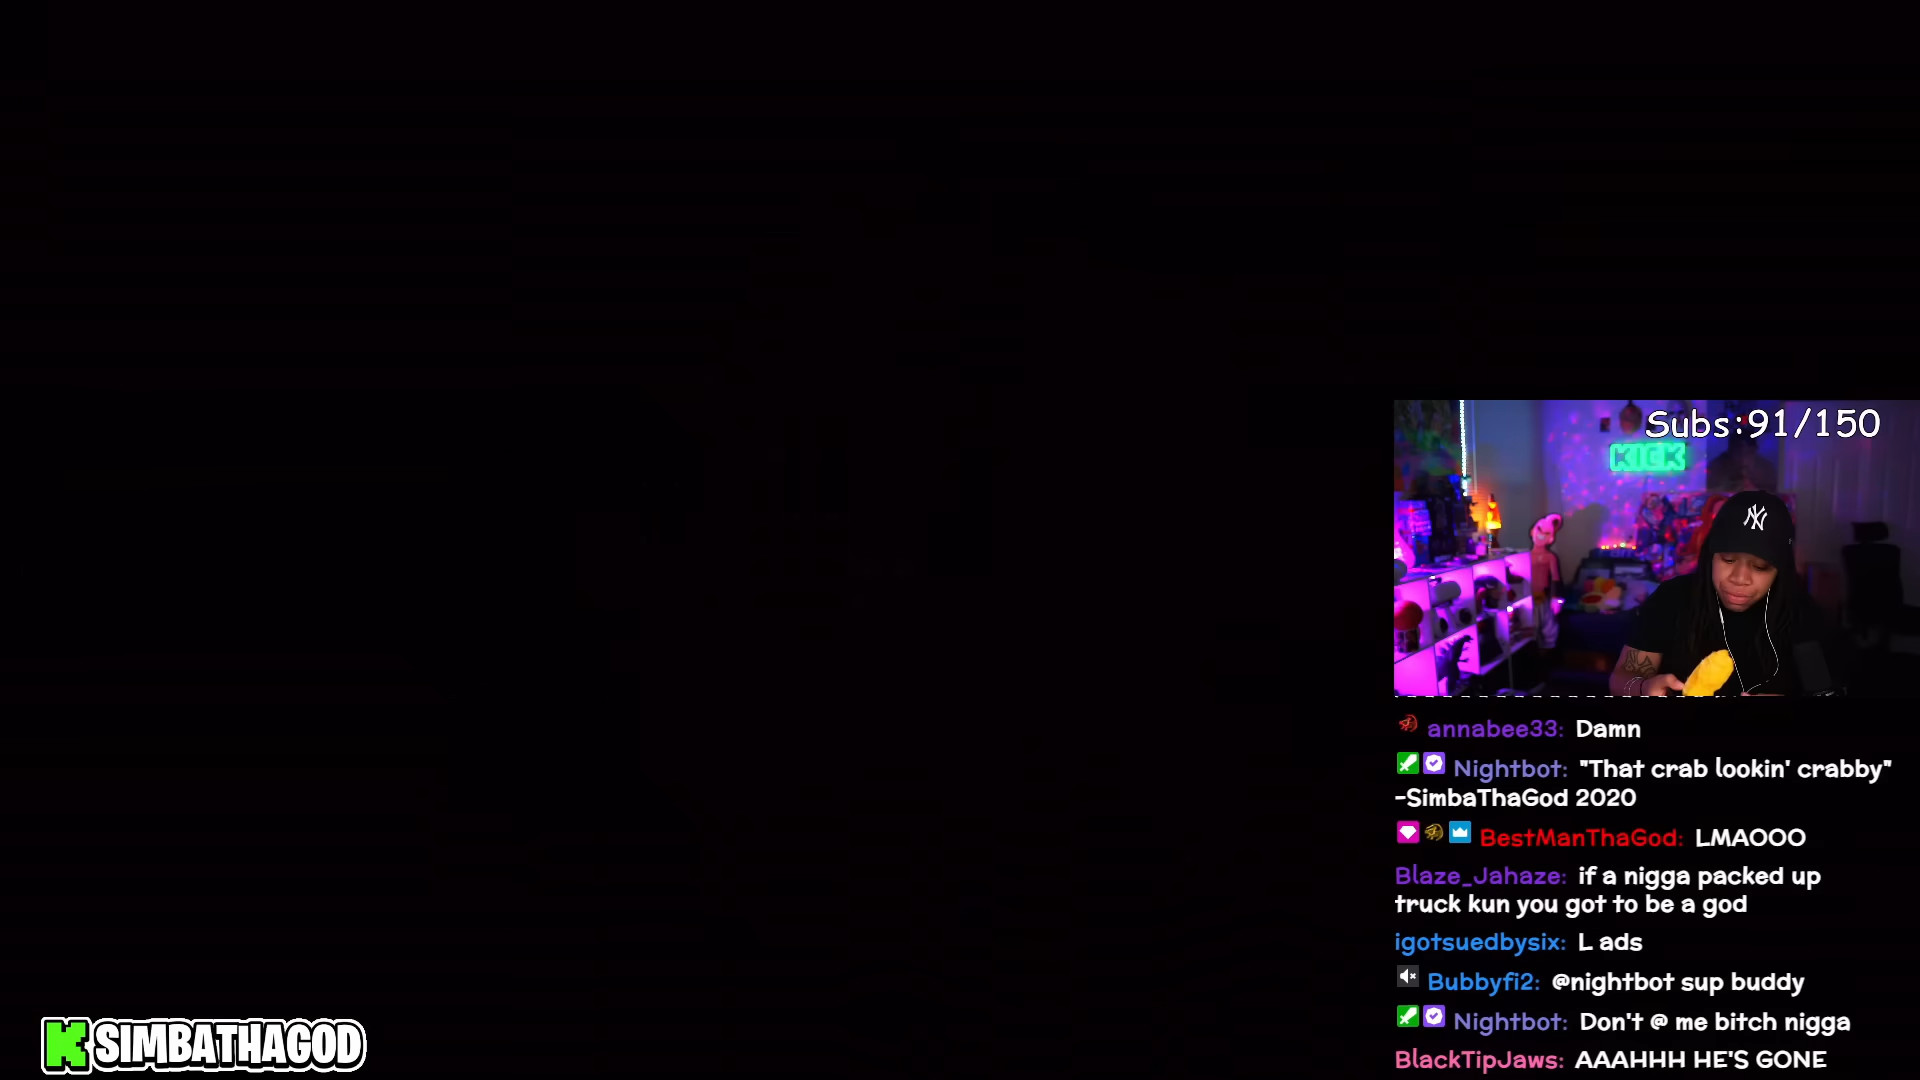 Subs:91/150
KICK
NY
annabee33: Damn
Nightbot: "That crab lookin' crabby"
-SimbaThaGod 2020
BestManThaGod: LMAOOO
Blaze_Jahaze: if a nigga packed up
truck kun you got to be a god
igotsuedbysix: L ads
Bubbyfi2: @nightbot sup buddy
Nightbot: Don't @ me bitch nigga
BlackTipJaws: AAAHHH HE'S GONE
K SIMBATHAGOD